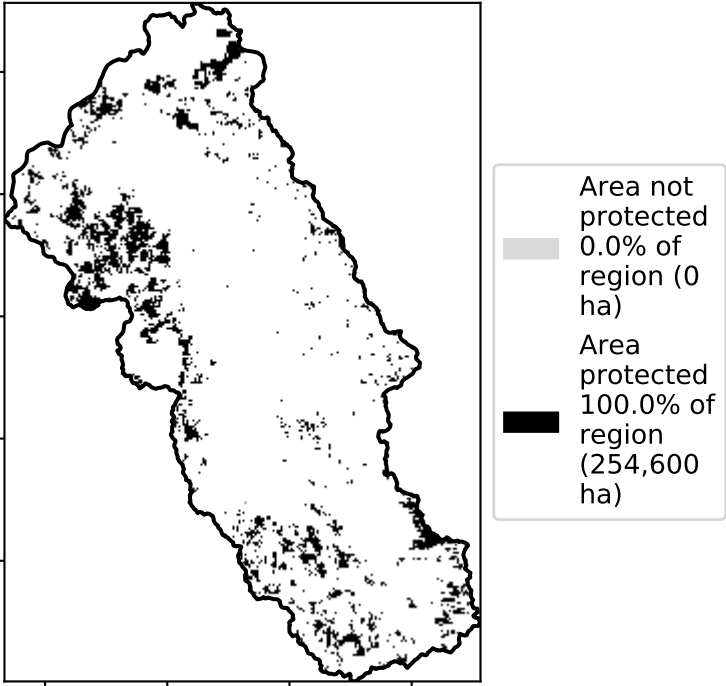 Area not
protected
0.0% of
region (0
ha)
Area
protected
100.0% of
region
(254,600
ha)